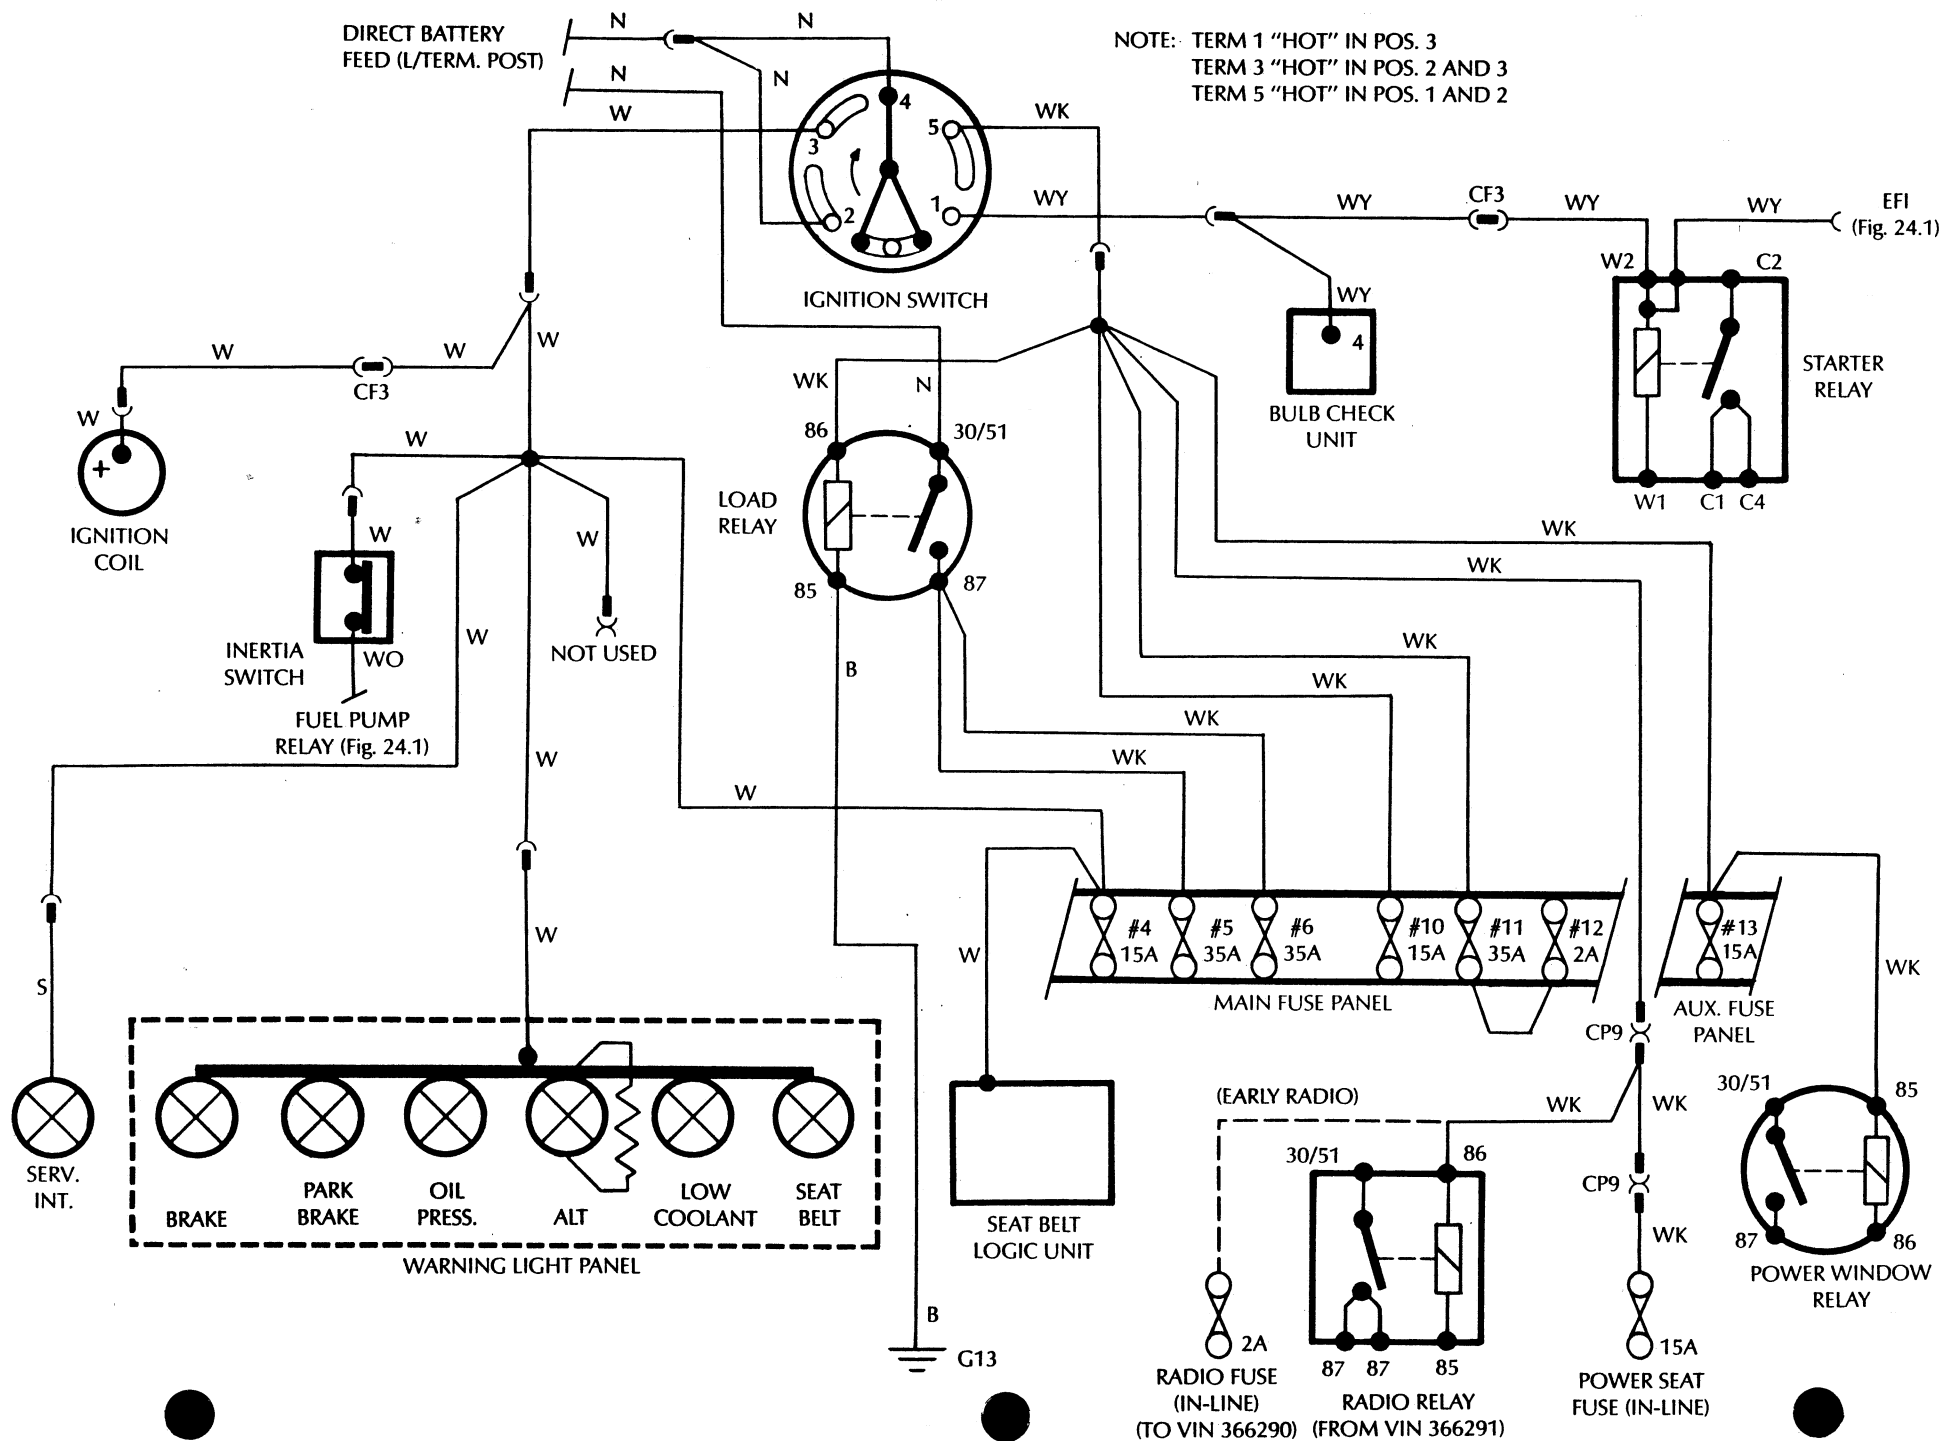 DIRECT BATTERY
FEED (L/TERM. POST)
N
N
N
N
W
NOTE: TERM 1 "HOT" IN POS. 3
TERM 3 "HOT" IN POS. 2 AND 3
TERM 5 "HOT" IN POS. 1 AND 2
4
3
5
2
1
IGNITION SWITCH
WK
WY
WY
CF3
WY
WY
EFI
(Fig. 24.1)
W2
C2
WY
4
BULB CHECK
UNIT
STARTER
RELAY
W1
C1
C4
W
W
W
CF3
W
+
IGNITION
COIL
W
W
INERTIA
SWITCH
WO
FUEL PUMP
RELAY (Fig. 24.1)
W
W
NOT USED
WK
N
86
30/51
LOAD
RELAY
85
87
B
WK
WK
WK
WK
WK
WK
W
W
W
W
S
#4
15A
#5
35A
#6
35A
#10
15A
#11
35A
#12
2A
#13
15A
MAIN FUSE PANEL
AUX. FUSE
PANEL
WK
CP9
SERV.
INT.
BRAKE
PARK
BRAKE
OIL
PRESS.
ALT
LOW
COOLANT
SEAT
BELT
WARNING LIGHT PANEL
B
G13
SEAT BELT
LOGIC UNIT
(EARLY RADIO)
WK
WK
30/51
86
CP9
WK
87
87
85
2A
RADIO FUSE
(IN-LINE)
(TO VIN 366290)
RADIO RELAY
(FROM VIN 366291)
15A
POWER SEAT
FUSE (IN-LINE)
30/51
85
87
86
POWER WINDOW
RELAY